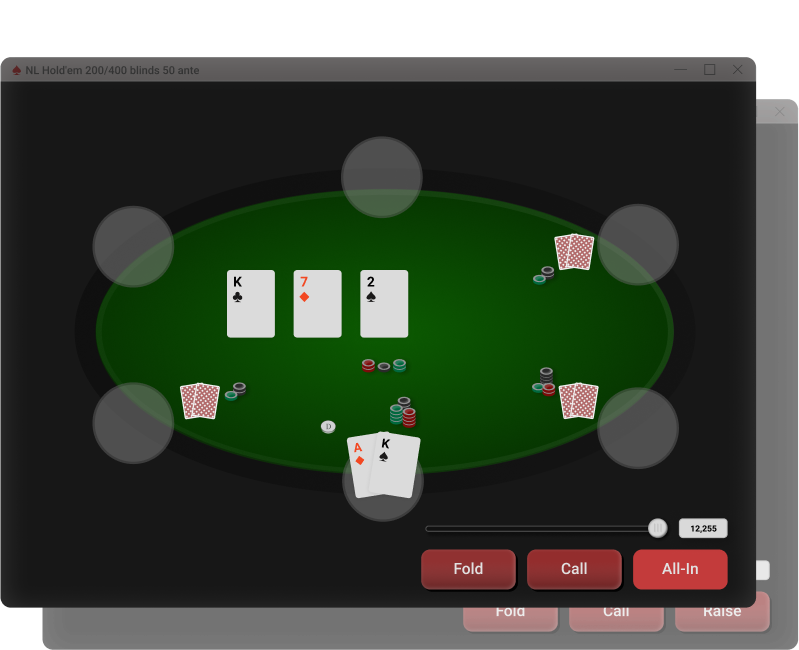 NL Hold'em 200/400 blinds 50 ante
K
7
2
D
A
K
12,255
Fold
Call
All-In
Fold
Call
Raise